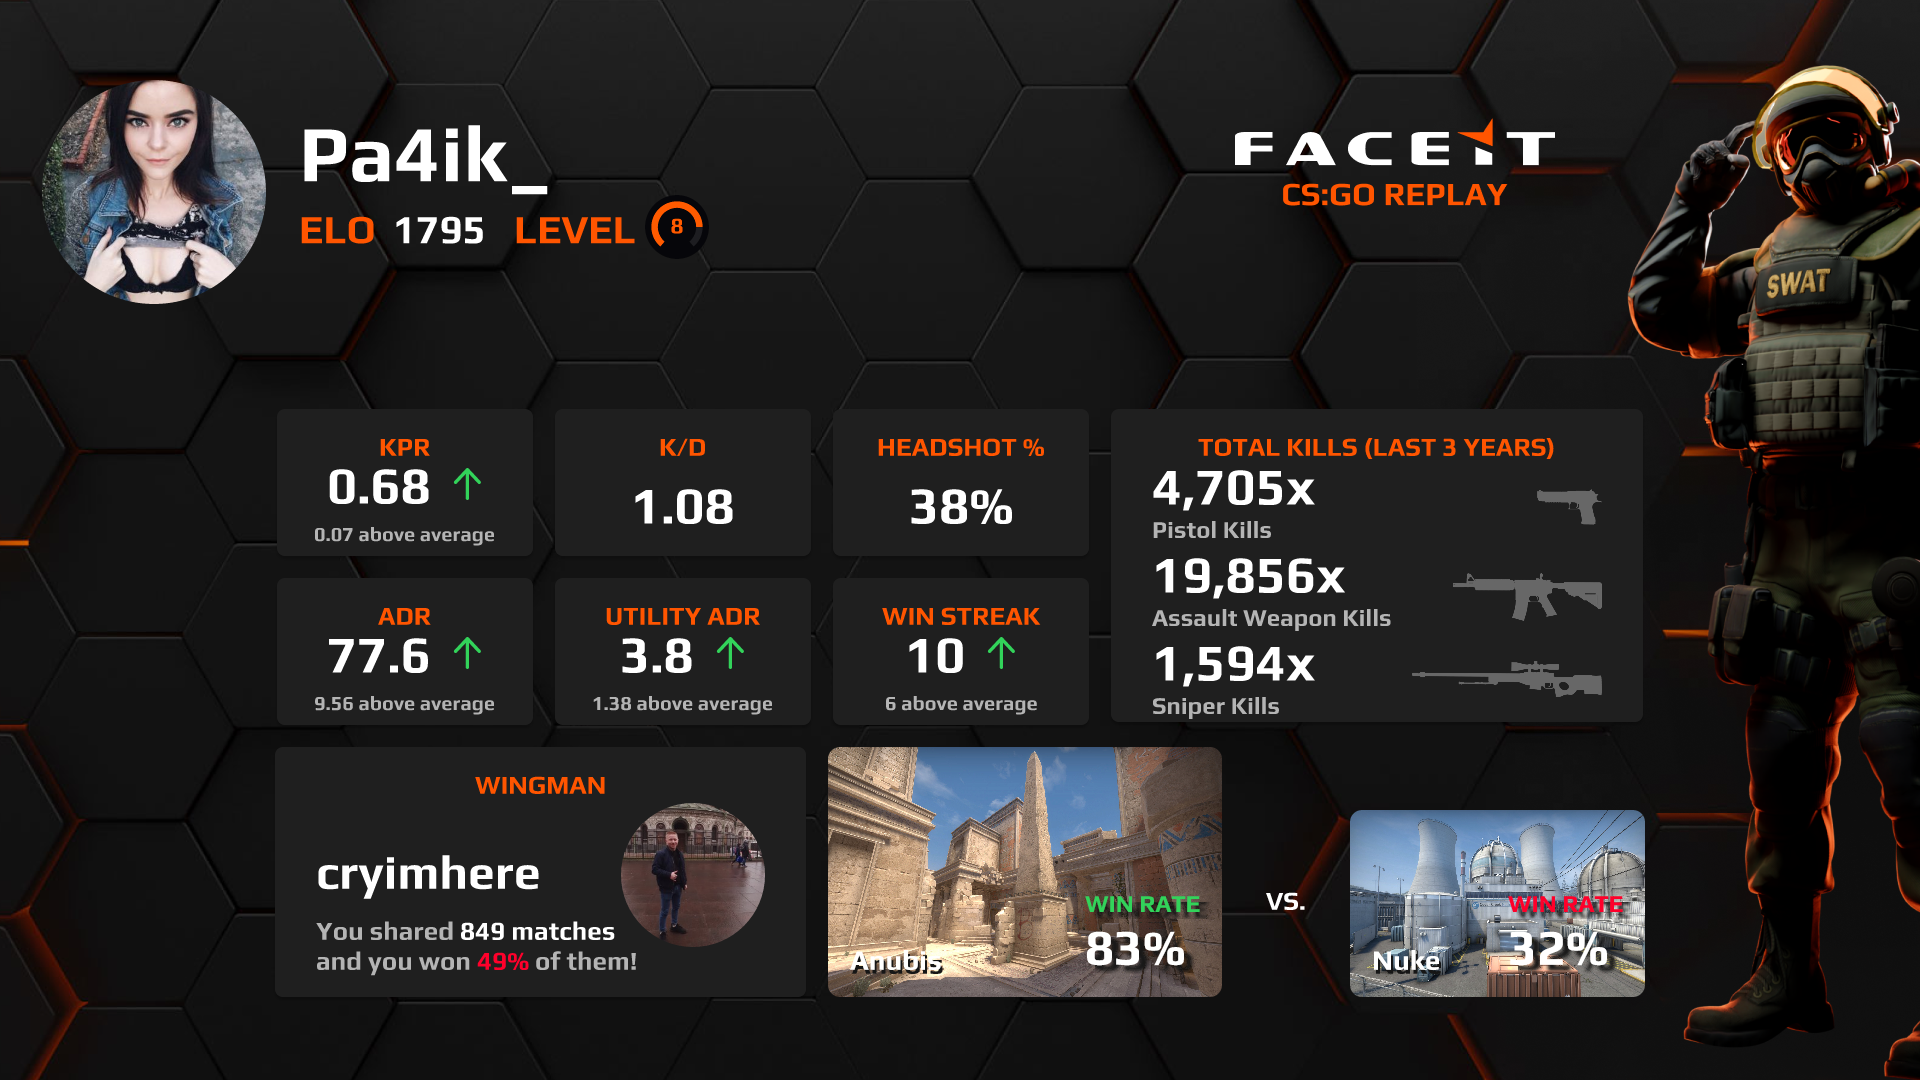 Pa4ik_
ELO 1795 LEVEL 8
FACEIT
CS:GO REPLAY
SWAT
KPR
0.68
0.07 above average
K/D
1.08
HEADSHOT %
38%
TOTAL KILLS (LAST 3 YEARS)
4,705x
Pistol Kills
19,856x
Assault Weapon Kills
1,594x
Sniper Kills
ADR
77.6
9.56 above average
UTILITY ADR
3.8
1.38 above average
WIN STREAK
10
6 above average
WINGMAN
cryimhere
You shared 849 matches
and you won 49% of them!
WIN RATE
83%
Anubis
VS.
WIN RATE
32%
Nuke